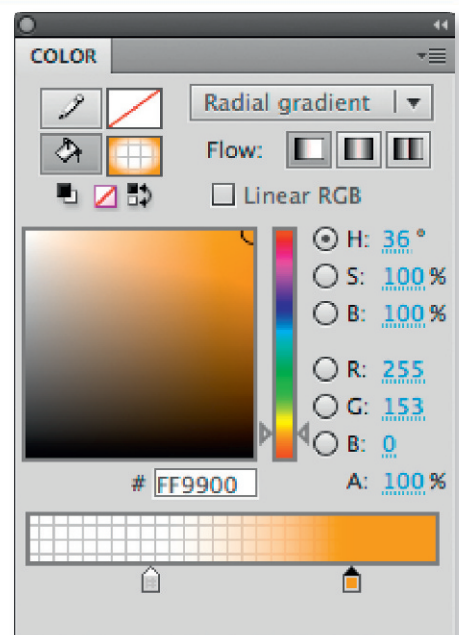 COLOR
Radial gradient
Flow:
Linear RGB
H: 36 °
S: 100 %
B: 100 %
R: 255
G: 153
B: 0
# FF9900 A: 100 %